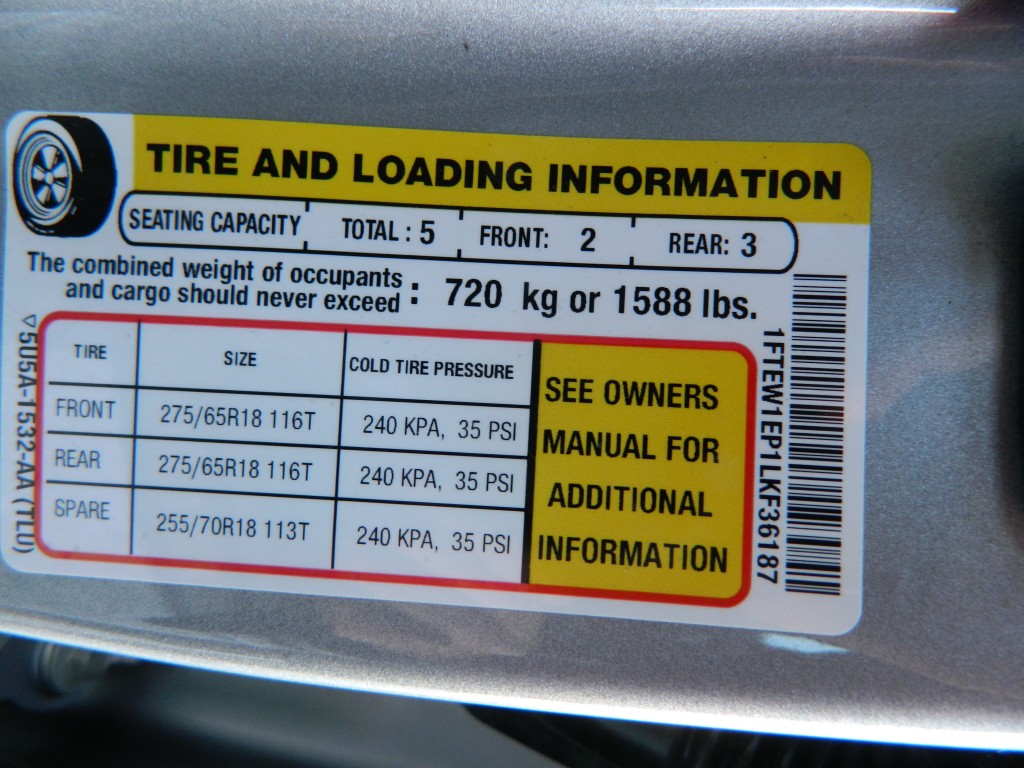 TIRE AND LOADING INFORMATION
SEATING CAPACITY TOTAL : 5 FRONT: 2 REAR: 3
The combined weight of occupants
and cargo should never exceed : 720 kg or 1588 lbs.
TIRE SIZE COLD TIRE PRESSURE
FRONT 275/65R18 116T 240 KPA, 35 PSI
REAR 275/65R18 116T 240 KPA, 35 PSI
SPARE 255/70R18 113T 240 KPA, 35 PSI
SEE OWNERS
MANUAL FOR
ADDITIONAL
INFORMATION
1FTEW1EP1LKF36187
▽5U5A-1532-AA (TLU)